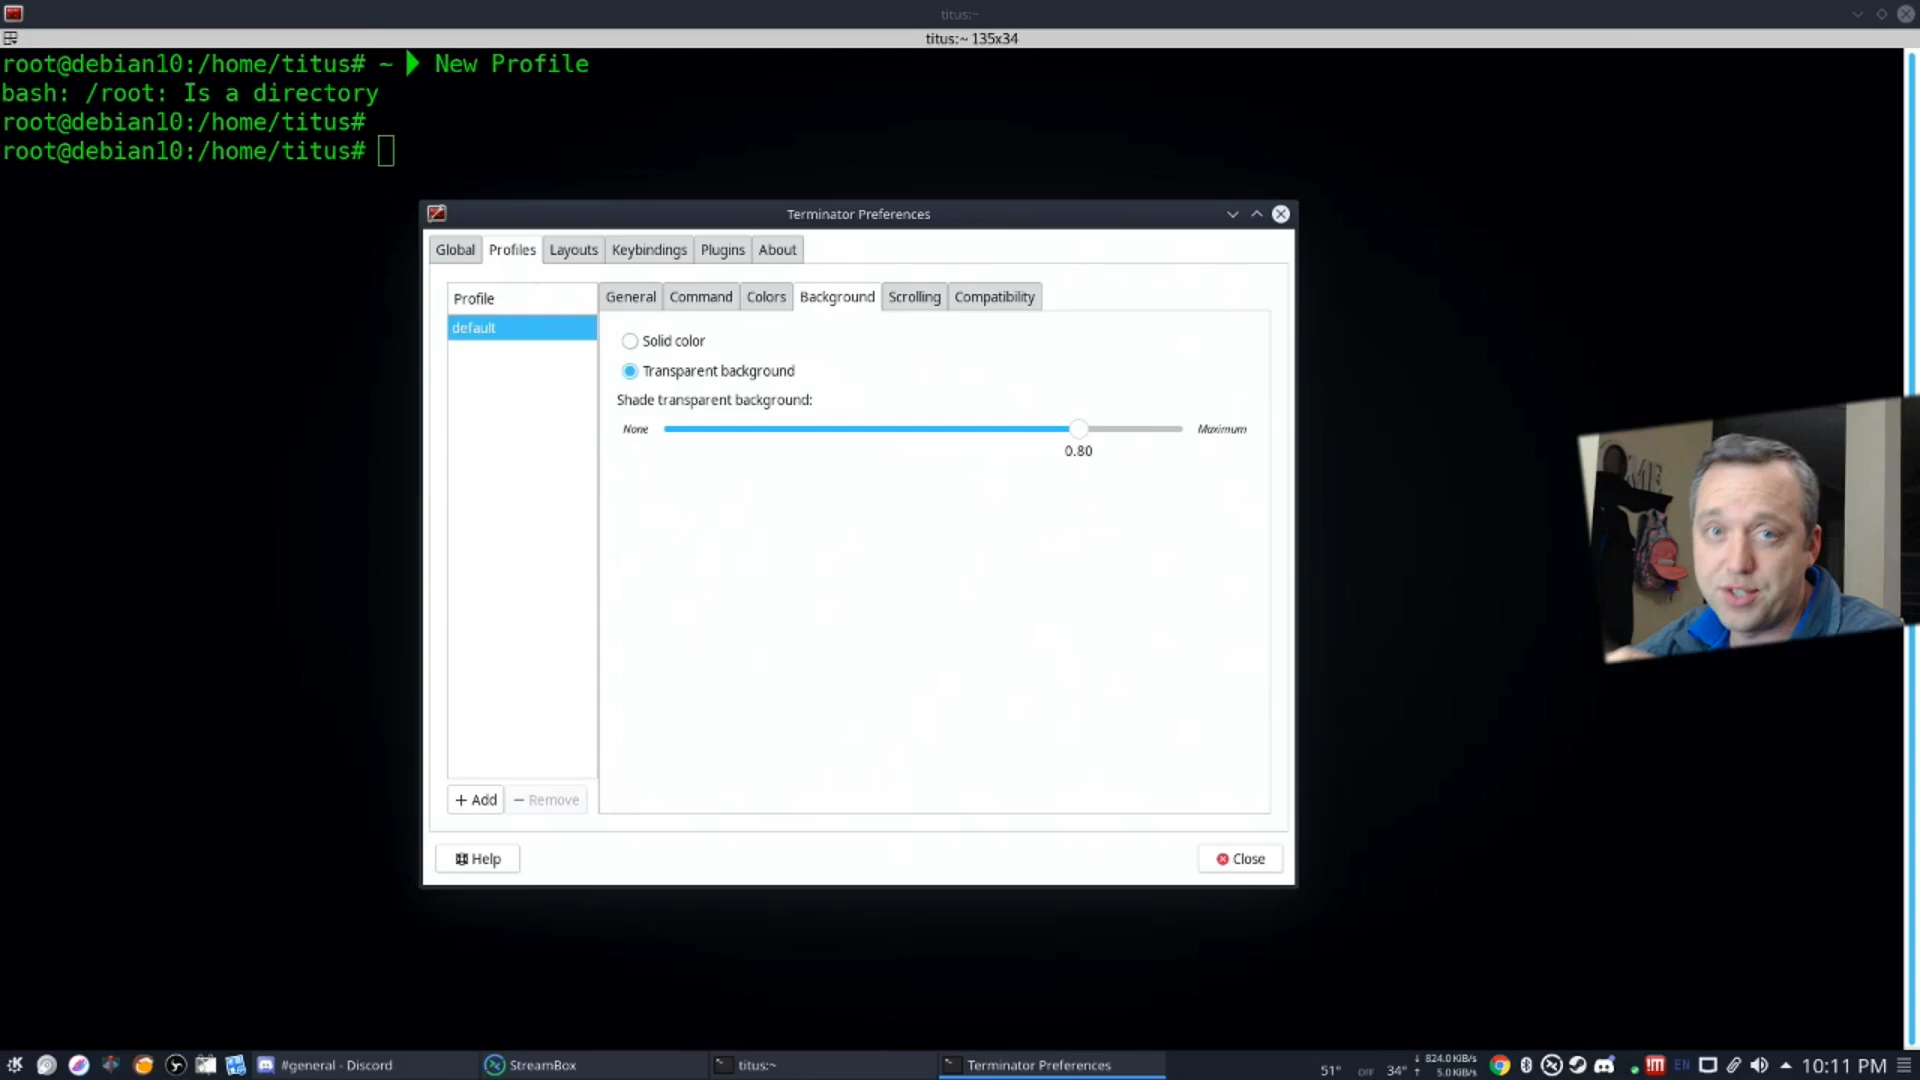 titus:~
titus:~ 135x34
root@debian10:/home/titus# ~ New Profile
bash: /root: Is a directory
root@debian10:/home/titus#
root@debian10:/home/titus#
Terminator Preferences
Global Profiles Layouts Keybindings Plugins About
Profile
default
General Command Colors Background Scrolling Compatibility
Solid color
Transparent background
Shade transparent background:
None Maximum
0.80
+ Add − Remove
Help Close
#general - Discord StreamBox titus:~ Terminator Preferences
51° OFF 34° ↓ 824.0 KiB/s
↑ 5.0 KiB/s
EN
10:11 PM